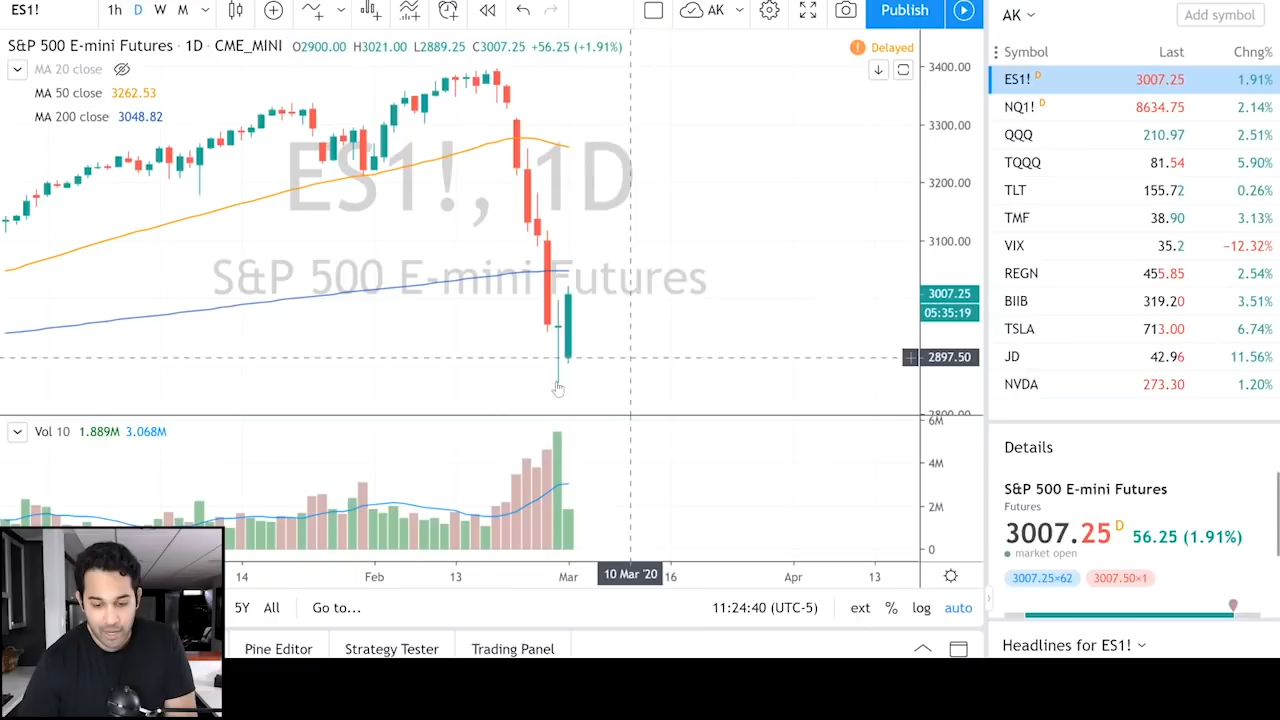 ES1!
1h D W M
AK
Publish
S&P 500 E-mini Futures · 1D · CME_MINI O2900.00 H3021.00 L2889.25 C3007.25 +56.25 (+1.91%)
Delayed
MA 20 close
MA 50 close 3262.53
MA 200 close 3048.82
ES1!, 1D
S&P 500 E-mini Futures
3400.00
3300.00
3200.00
3100.00
3007.25
05:35:19
2897.50
2800.00
Vol 10 1.889M 3.068M
6M
4M
2M
0
14 Feb 13 Mar 10 Mar '20 16 Apr 13
5Y All Go to... 11:24:40 (UTC-5) ext % log auto
Pine Editor Strategy Tester Trading Panel
AK Add symbol
Symbol Last Chng%
ES1! D 3007.25 1.91%
NQ1! D 8634.75 2.14%
QQQ 210.97 2.51%
TQQQ 81.54 5.90%
TLT 155.72 0.26%
TMF 38.90 3.13%
VIX 35.2 −12.32%
REGN 455.85 2.54%
BIIB 319.20 3.51%
TSLA 713.00 6.74%
JD 42.96 11.56%
NVDA 273.30 1.20%
Details
S&P 500 E-mini Futures
Futures
3007.25 D 56.25 (1.91%)
market open
3007.25×62 3007.50×1
Headlines for ES1!